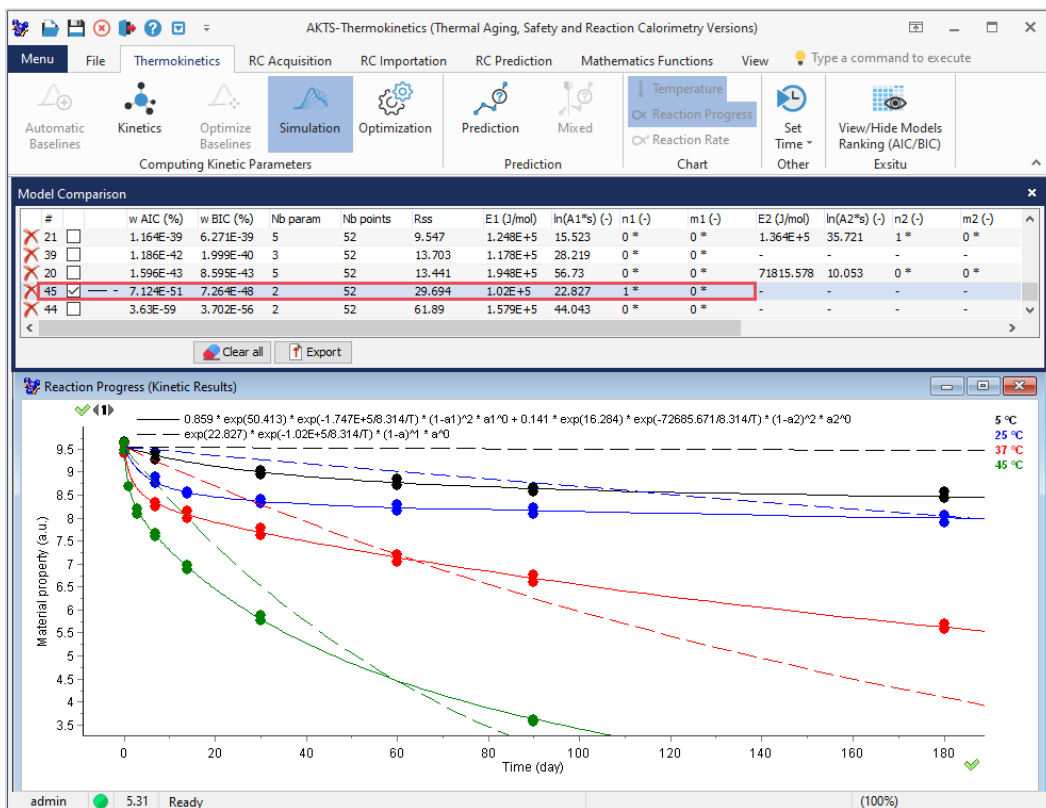 AKTS-Thermokinetics (Thermal Aging, Safety and Reaction Calorimetry Versions)
Menu File Thermokinetics RC Acquisition RC Importation RC Prediction Mathematics Functions View Type a command to execute
Automatic Baselines
Kinetics
Optimize Baselines
Simulation
Optimization
Computing Kinetic Parameters
Prediction
Mixed
Prediction
Temperature
α Reaction Progress
α' Reaction Rate
Chart
Set Time
Other
View/Hide Models Ranking (AIC/BIC)
Exsitu
Model Comparison
# w AIC (%) w BIC (%) Nb param Nb points Rss E1 (J/mol) ln(A1*s) (-) n1 (-) m1 (-) E2 (J/mol) ln(A2*s) (-) n2 (-) m2 (-)
21 1.164E-39 6.271E-39 5 52 9.547 1.248E+5 15.523 0 * 0 * 1.364E+5 35.721 1 * 0 *
39 1.186E-42 1.999E-40 3 52 13.703 1.178E+5 28.219 0 * 0 * - - - -
20 1.596E-43 8.595E-43 5 52 13.441 1.948E+5 56.73 0 * 0 * 71815.578 10.053 0 * 0 *
45 7.124E-51 7.264E-48 2 52 29.694 1.02E+5 22.827 1 * 0 * - - - -
44 3.63E-59 3.702E-56 2 52 61.89 1.579E+5 44.043 0 * 0 * - - - -
Clear all Export
Reaction Progress (Kinetic Results)
(1)
0.859 * exp(50.413) * exp(-1.747E+5/8.314/T) * (1-a1)^2 * a1^0 + 0.141 * exp(16.284) * exp(-72685.671/8.314/T) * (1-a2)^2 * a2^0
exp(22.827) * exp(-1.02E+5/8.314/T) * (1-a)^1 * a^0
5 ºC
25 ºC
37 ºC
45 ºC
Material property (a.u.)
9.5
9
8.5
8
7.5
7
6.5
6
5.5
5
4.5
4
3.5
0 20 40 60 80 100 120 140 160 180
Time (day)
admin 5.31 Ready (100%)